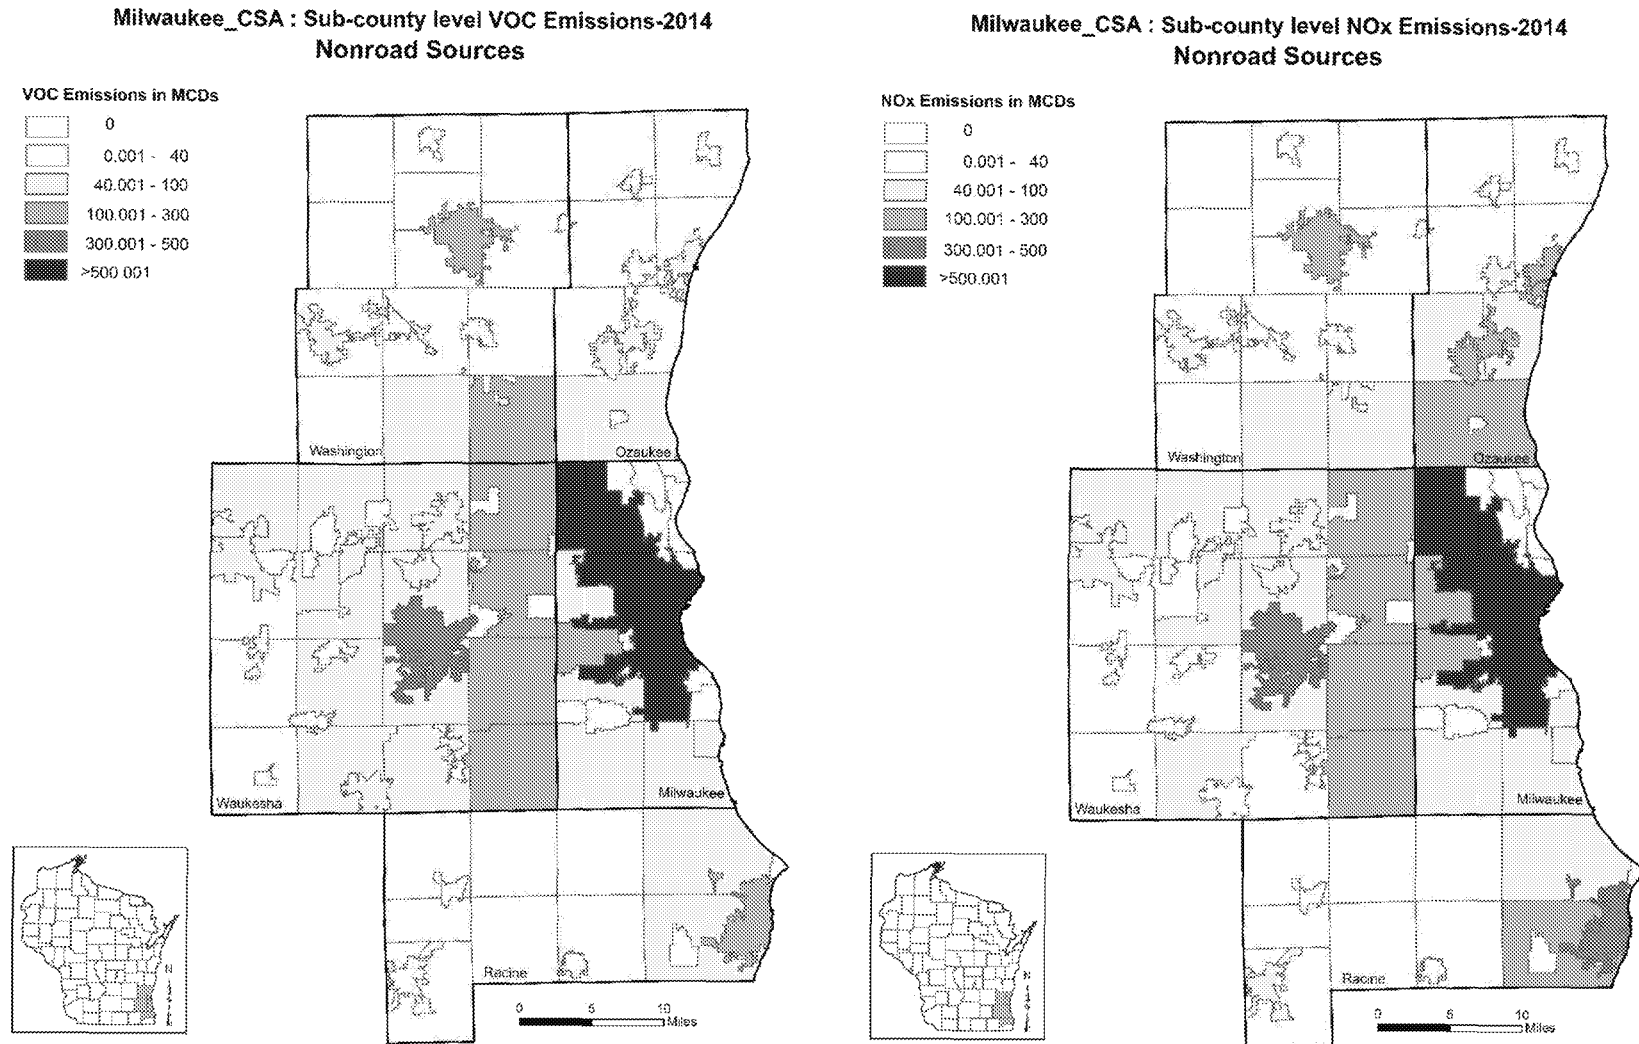 Milwaukee_CSA : Sub-county level VOC Emissions-2014
Nonroad Sources
VOC Emissions in MCDs
0
0.001 - 40
40.001 - 100
100.001 - 300
300.001 - 500
>500.001
Washington
Ozaukee
Waukesha
Milwaukee
Racine
N
0 5 10
Miles
Milwaukee_CSA : Sub-county level NOx Emissions-2014
Nonroad Sources
NOx Emissions in MCDs
0
0.001 - 40
40.001 - 100
100.001 - 300
300.001 - 500
>500.001
Washington
Ozaukee
Waukesha
Milwaukee
Racine
N
0 5 10
Miles